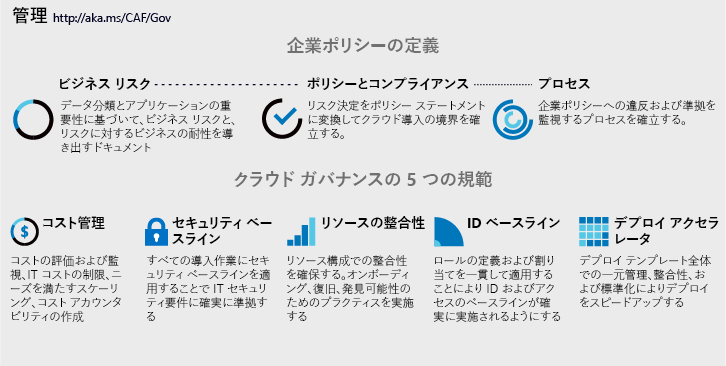 管理 http://aka.ms/CAF/Gov
企業ポリシーの定義
ビジネス リスク
データ分類とアプリケーションの重
要性に基づいて、ビジネス リスクと、
リスクに対するビジネスの耐性を導
き出すドキュメント
ポリシーとコンプライアンス
リスク決定をポリシー ステートメント
に変換してクラウド導入の境界を確
立する。
プロセス
企業ポリシーへの違反および準拠を
監視するプロセスを確立する。
クラウド ガバナンスの 5 つの規範
コスト管理
コストの評価および監
視、IT コストの制限、ニ
ーズを満たすスケーリ
ング、コスト アカウンタ
ビリティの作成
セキュリティ ベー
スライン
すべての導入作業にセキ
ュリティ ベースラインを適
用することで IT セキュリ
ティ要件に確実に準拠す
る
リソースの整合性
リソース構成での整合性
を確保する。オンボーディ
ング、復旧、発見可能性の
ためのプラクティスを実施
する
ID ベースライン
ロールの定義および割り
当てを一貫して適用する
ことにより ID およびアク
セスのベースラインが確
実に実施されるようにする
デプロイ アクセラ
レータ
デプロイ テンプレート全体
での一元管理、整合性、お
よび標準化によりデプロイ
をスピードアップする